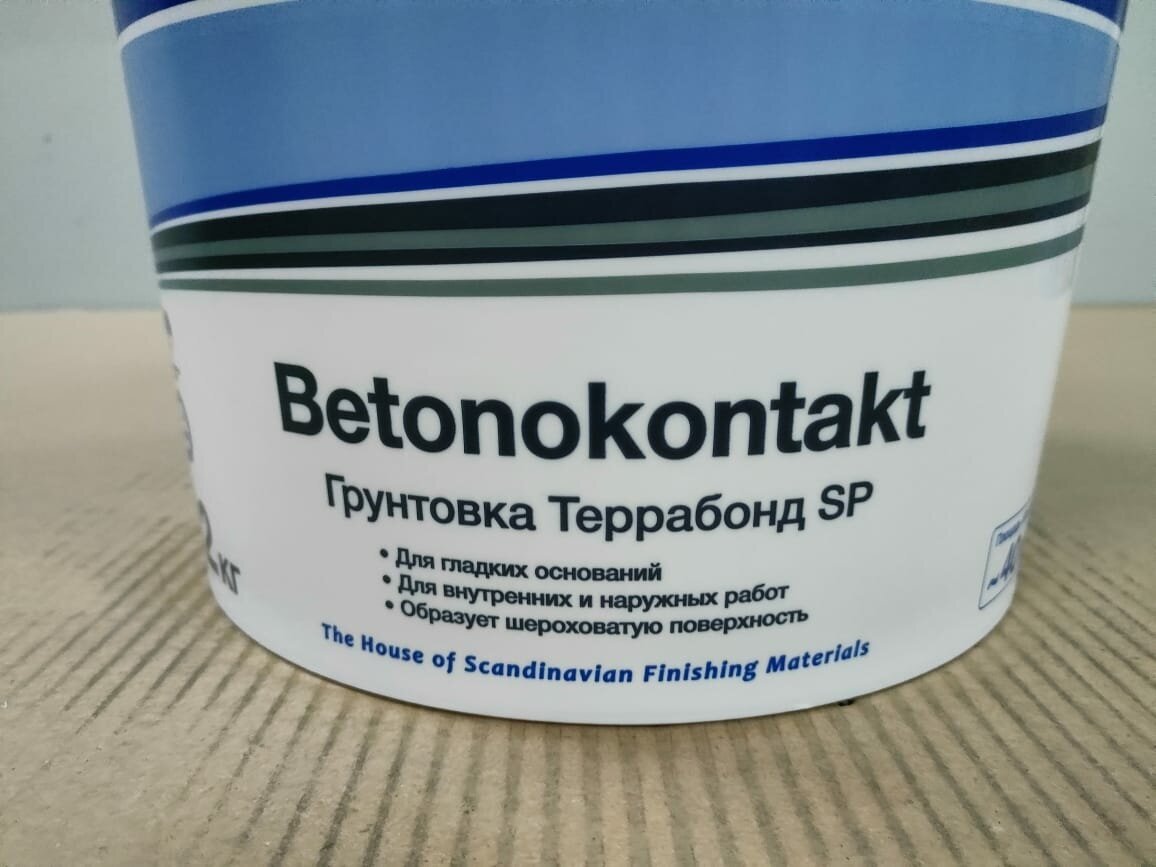 Betonokontakt
Грунтовка Террабонд SP
• Для гладких оснований
• Для внутренних и наружных работ
• Образует шероховатую поверхность
The House of Scandinavian Finishing Materials
кг